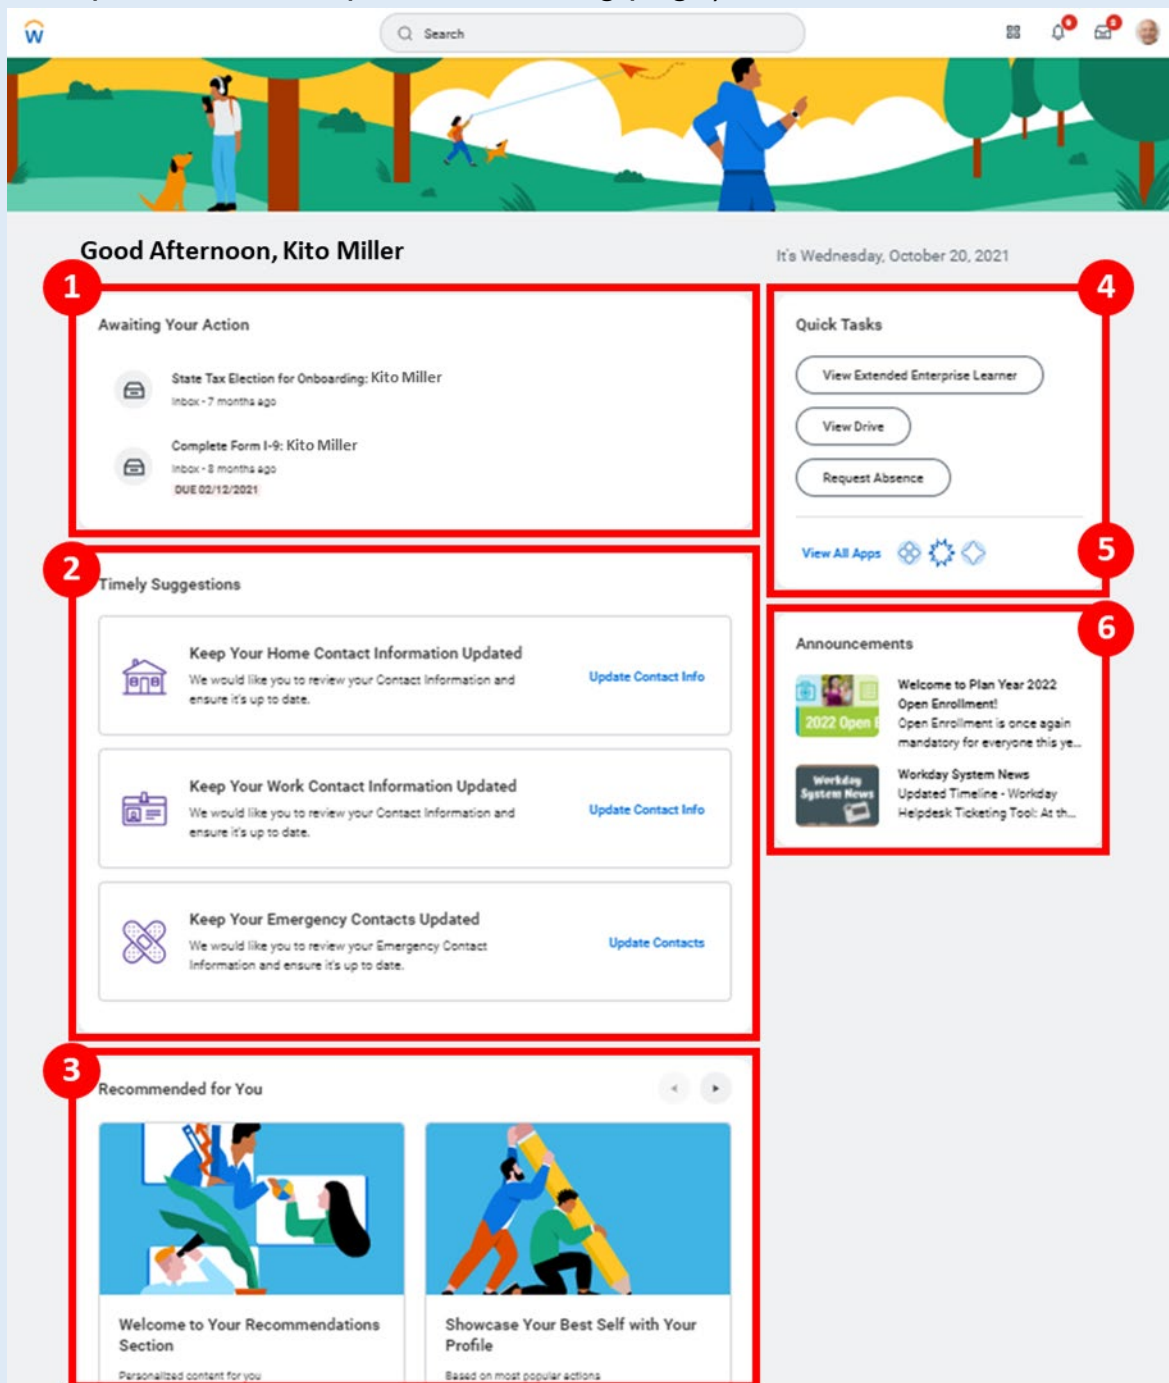 Search
Good Afternoon, Kito Miller
It's Wednesday, October 20, 2021
1
Awaiting Your Action
State Tax Election for Onboarding: Kito Miller
Inbox - 7 months ago
Complete Form I-9: Kito Miller
Inbox - 8 months ago
DUE 02/12/2021
2
Timely Suggestions
Keep Your Home Contact Information Updated
We would like you to review your Contact Information and
ensure it's up to date.
Update Contact Info
Keep Your Work Contact Information Updated
We would like you to review your Contact Information and
ensure it's up to date.
Update Contact Info
Keep Your Emergency Contacts Updated
We would like you to review your Emergency Contact
Information and ensure it's up to date.
Update Contacts
3
Recommended for You
Welcome to Your Recommendations
Section
Personalized content for you
Showcase Your Best Self with Your
Profile
Based on most popular actions
4
Quick Tasks
View Extended Enterprise Learner
View Drive
Request Absence
View All Apps
5
6
Announcements
2022 Open
Welcome to Plan Year 2022
Open Enrollment!
Open Enrollment is once again
mandatory for everyone this ye...
Workday
System News
Workday System News
Updated Timeline - Workday
Helpdesk Ticketing Tool: At th...